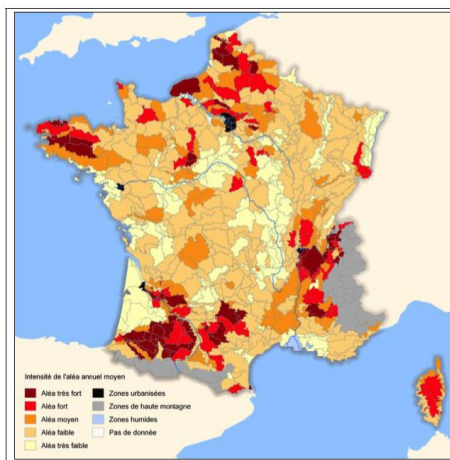 Intensité de l'aléa annuel moyen
Aléa très fort
Aléa fort
Aléa moyen
Aléa faible
Aléa très faible
Zones urbanisées
Zones de haute montagne
Zones humides
Pas de donnée